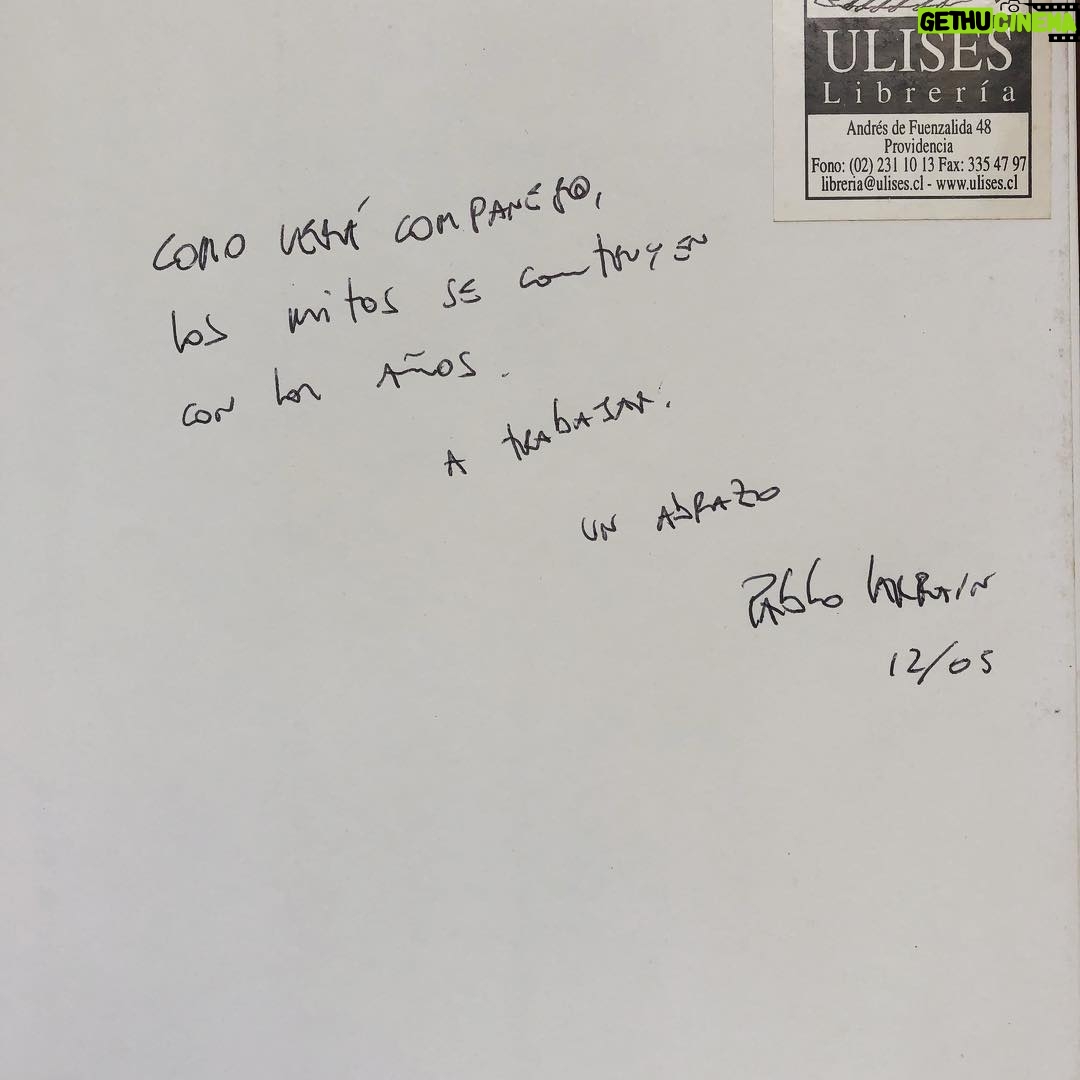 GETHUCINEMA
ULISES
Librería
Andrés de Fuenzalida 48
Providencia
Fono: (02) 231 10 13 Fax: 335 47 97
libreria@ulises.cl - www.ulises.cl
COMO VERÁ COMPAÑERO,
los mitos SE construyEN
CON los AÑOS.
A trabajar.
UN ABRAZO
PABLO LARRAIN
12/05